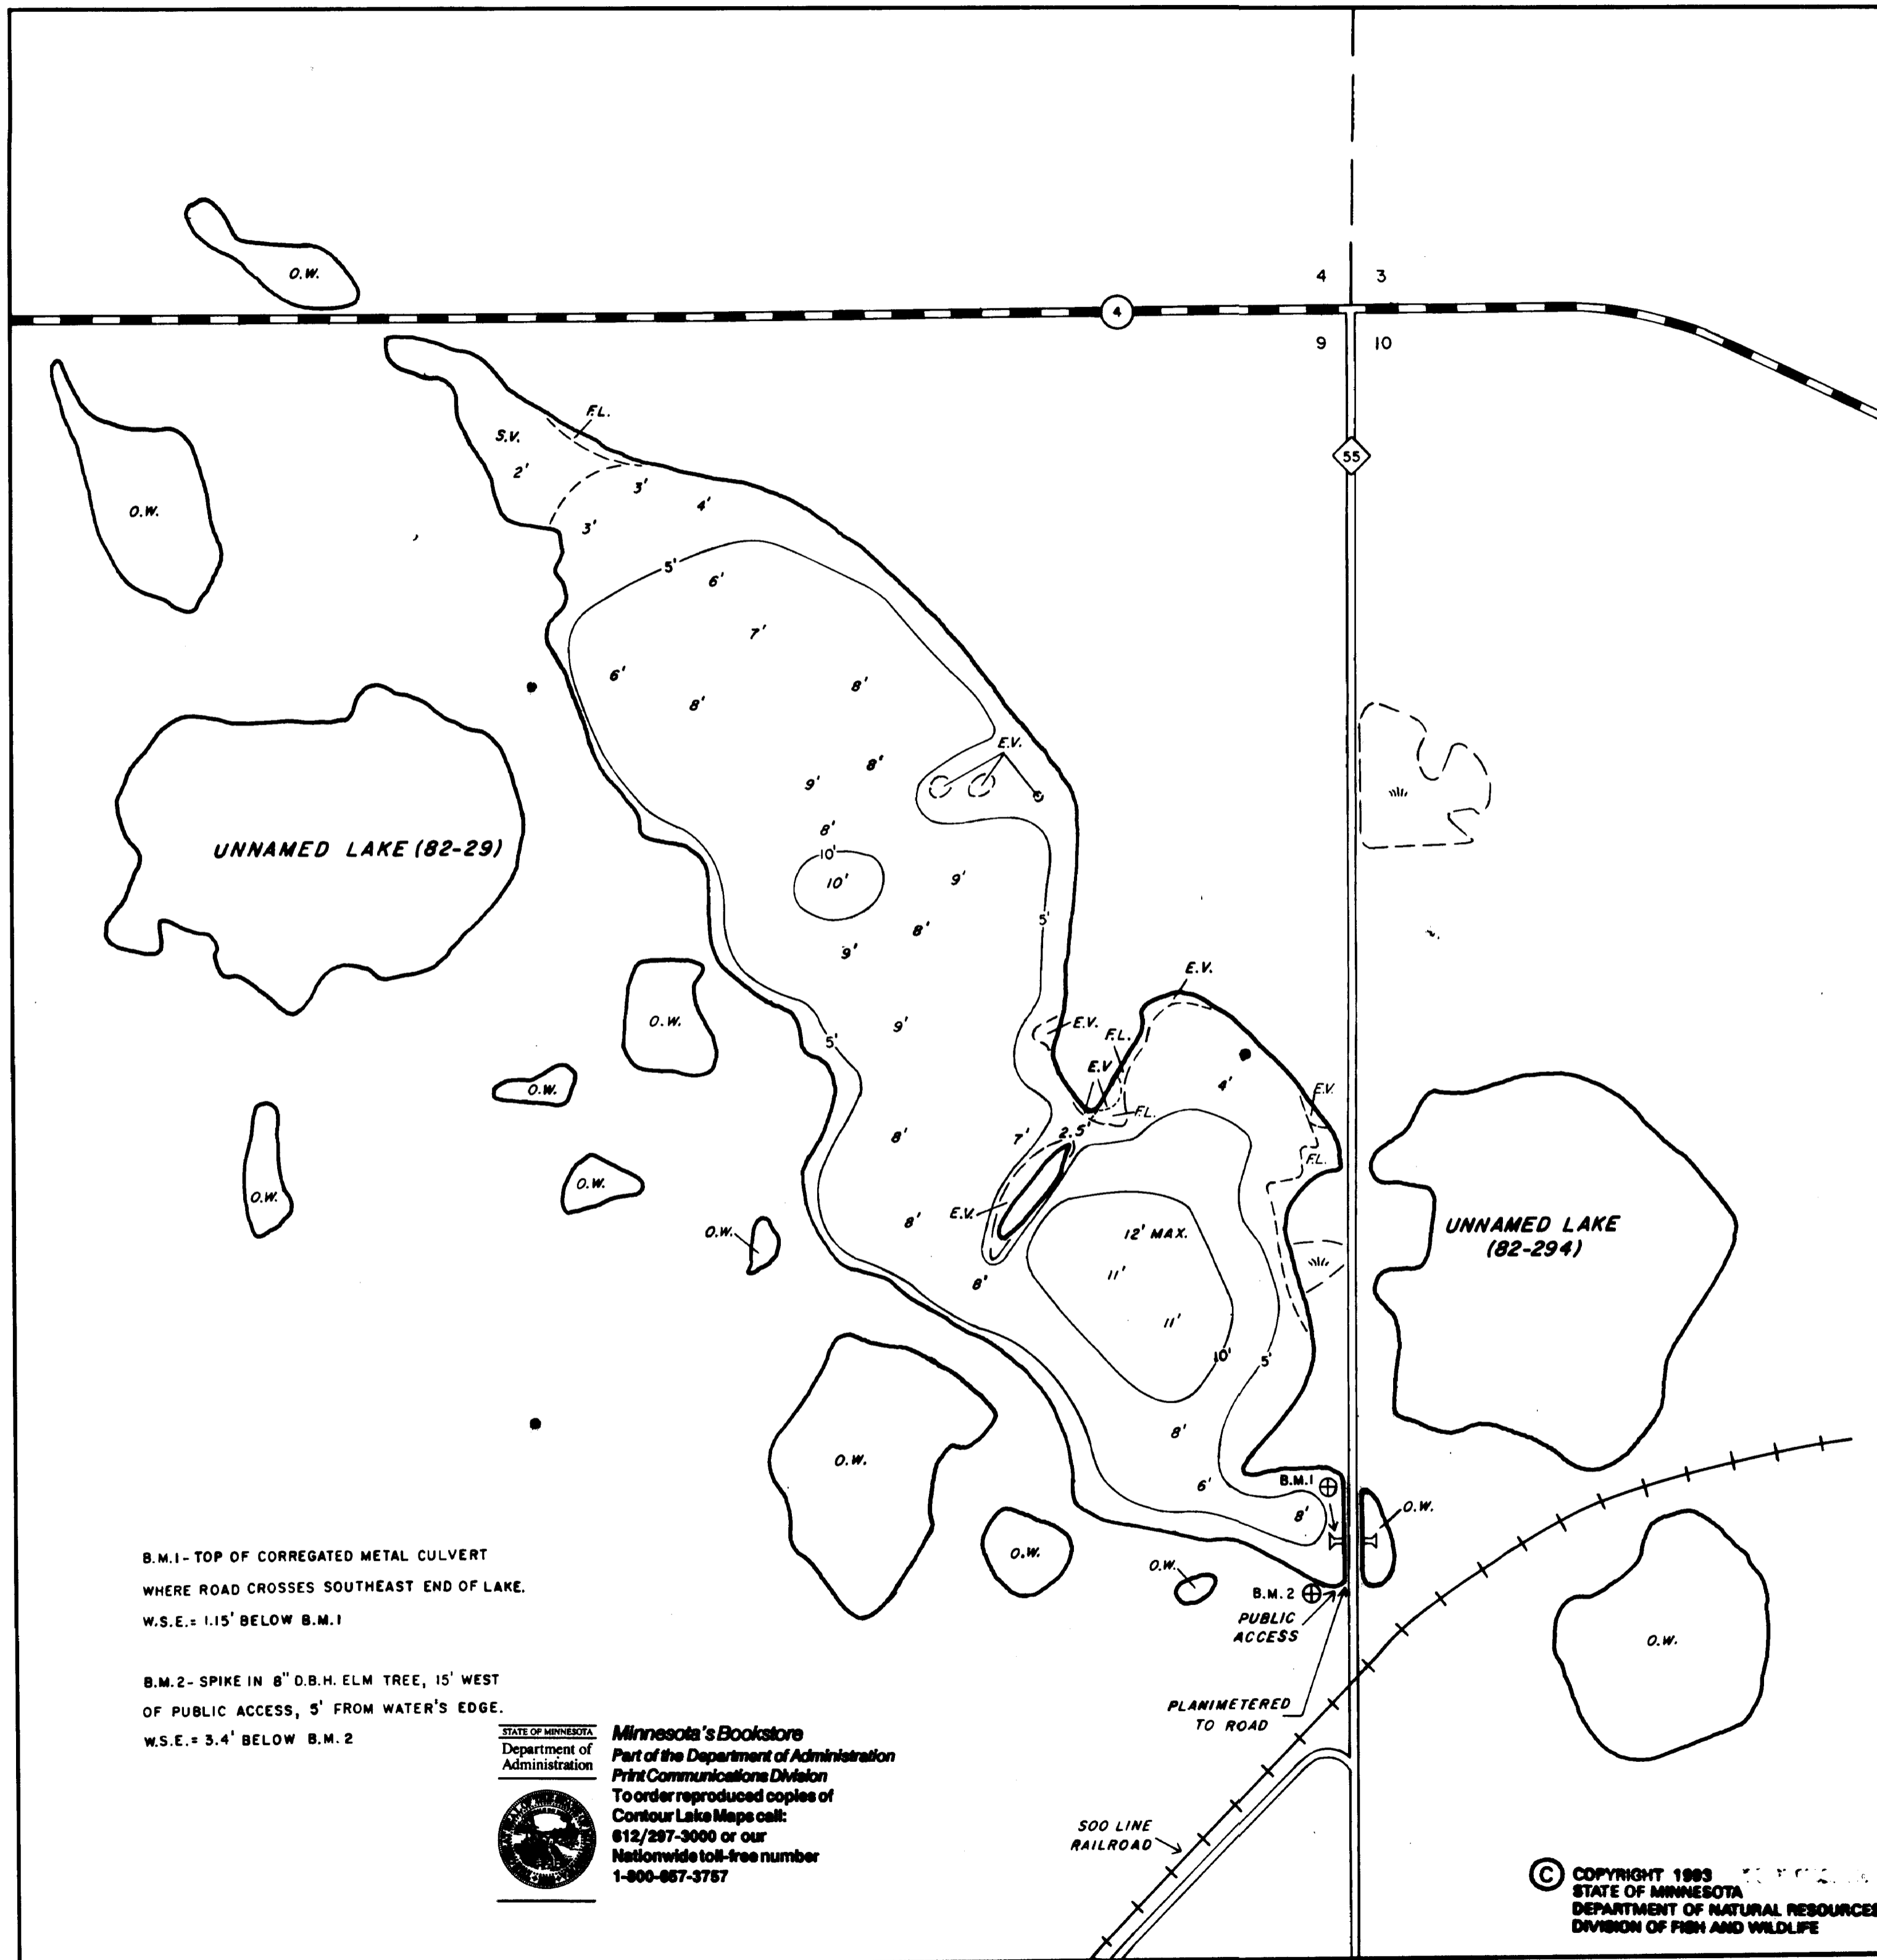 O.W.
4 3
4
9 10
F.L.
S.V.
2'
3'
4'
3'
O.W.
55
5'
6'
7'
6'
8'
8'
E.V.
8'
9'
8'
UNNAMED LAKE (82-29)
10'
10'
9'
5'
8'
9'
E.V.
O.W.
9'
E.V.
5'
F.L.
E.V
4'
O.W.
E.V.
F.L.
8'
7'
2.5'
F.L.
O.W.
O.W.
E.V.
8'
O.W.
12' MAX.
UNNAMED LAKE
(82-294)
11'
8'
11'
10'
5'
8'
O.W.
B.M.1
6'
8'
O.W.
O.W.
O.W.
B.M.2
PUBLIC
ACCESS
O.W.
B.M.1- TOP OF CORREGATED METAL CULVERT
WHERE ROAD CROSSES SOUTHEAST END OF LAKE.
W.S.E.= 1.15' BELOW B.M.1
B.M.2- SPIKE IN 8" D.B.H. ELM TREE, 15' WEST
OF PUBLIC ACCESS, 5' FROM WATER'S EDGE.
W.S.E.= 3.4' BELOW B.M. 2
PLANIMETERED
TO ROAD
STATE OF MINNESOTA
Department of
Administration
Minnesota's Bookstore
Part of the Department of Administration
Print Communications Division
To order reproduced copies of
Contour Lake Maps call:
612/297-3000 or our
Nationwide toll-free number
1-800-657-3757
SOO LINE
RAILROAD
© COPYRIGHT 1993
STATE OF MINNESOTA
DEPARTMENT OF NATURAL RESOURCES
DIVISION OF FISH AND WILDLIFE